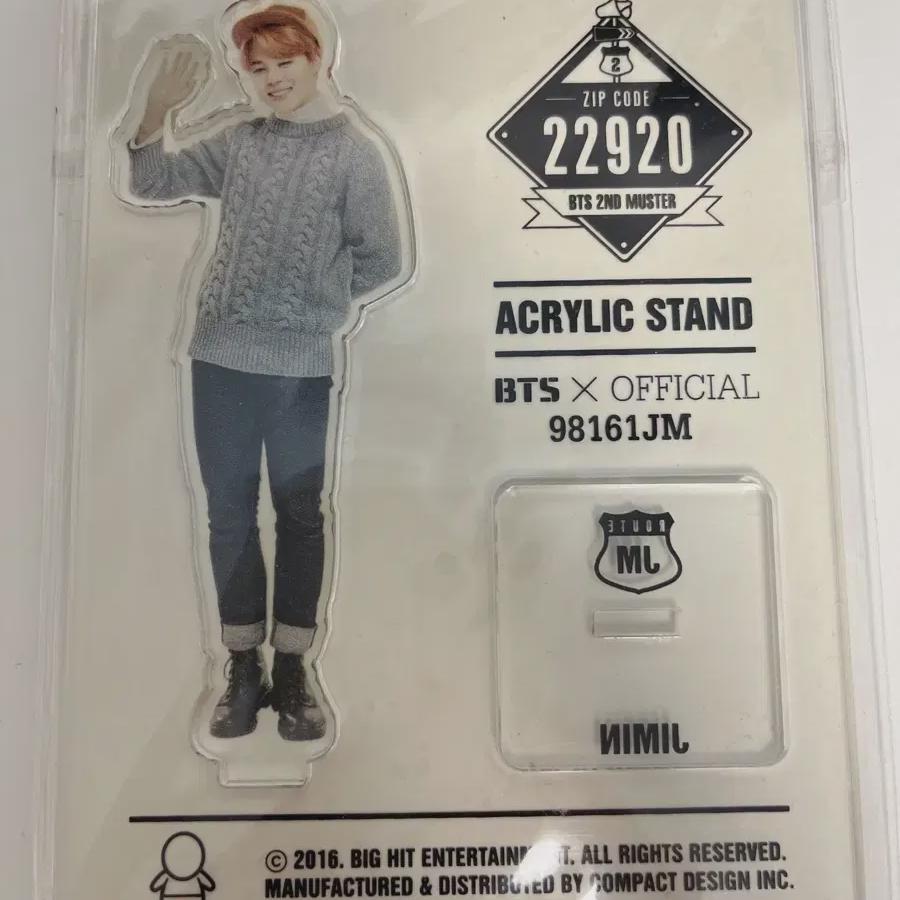 2
ZIP CODE
22920
BTS 2ND MUSTER
ACRYLIC STAND
BTS X OFFICIAL
98161JM
ROUTE
JM
JIMIN
© 2016. BIG HIT ENTERTAINMENT. ALL RIGHTS RESERVED.
MANUFACTURED & DISTRIBUTED BY COMPACT DESIGN INC.